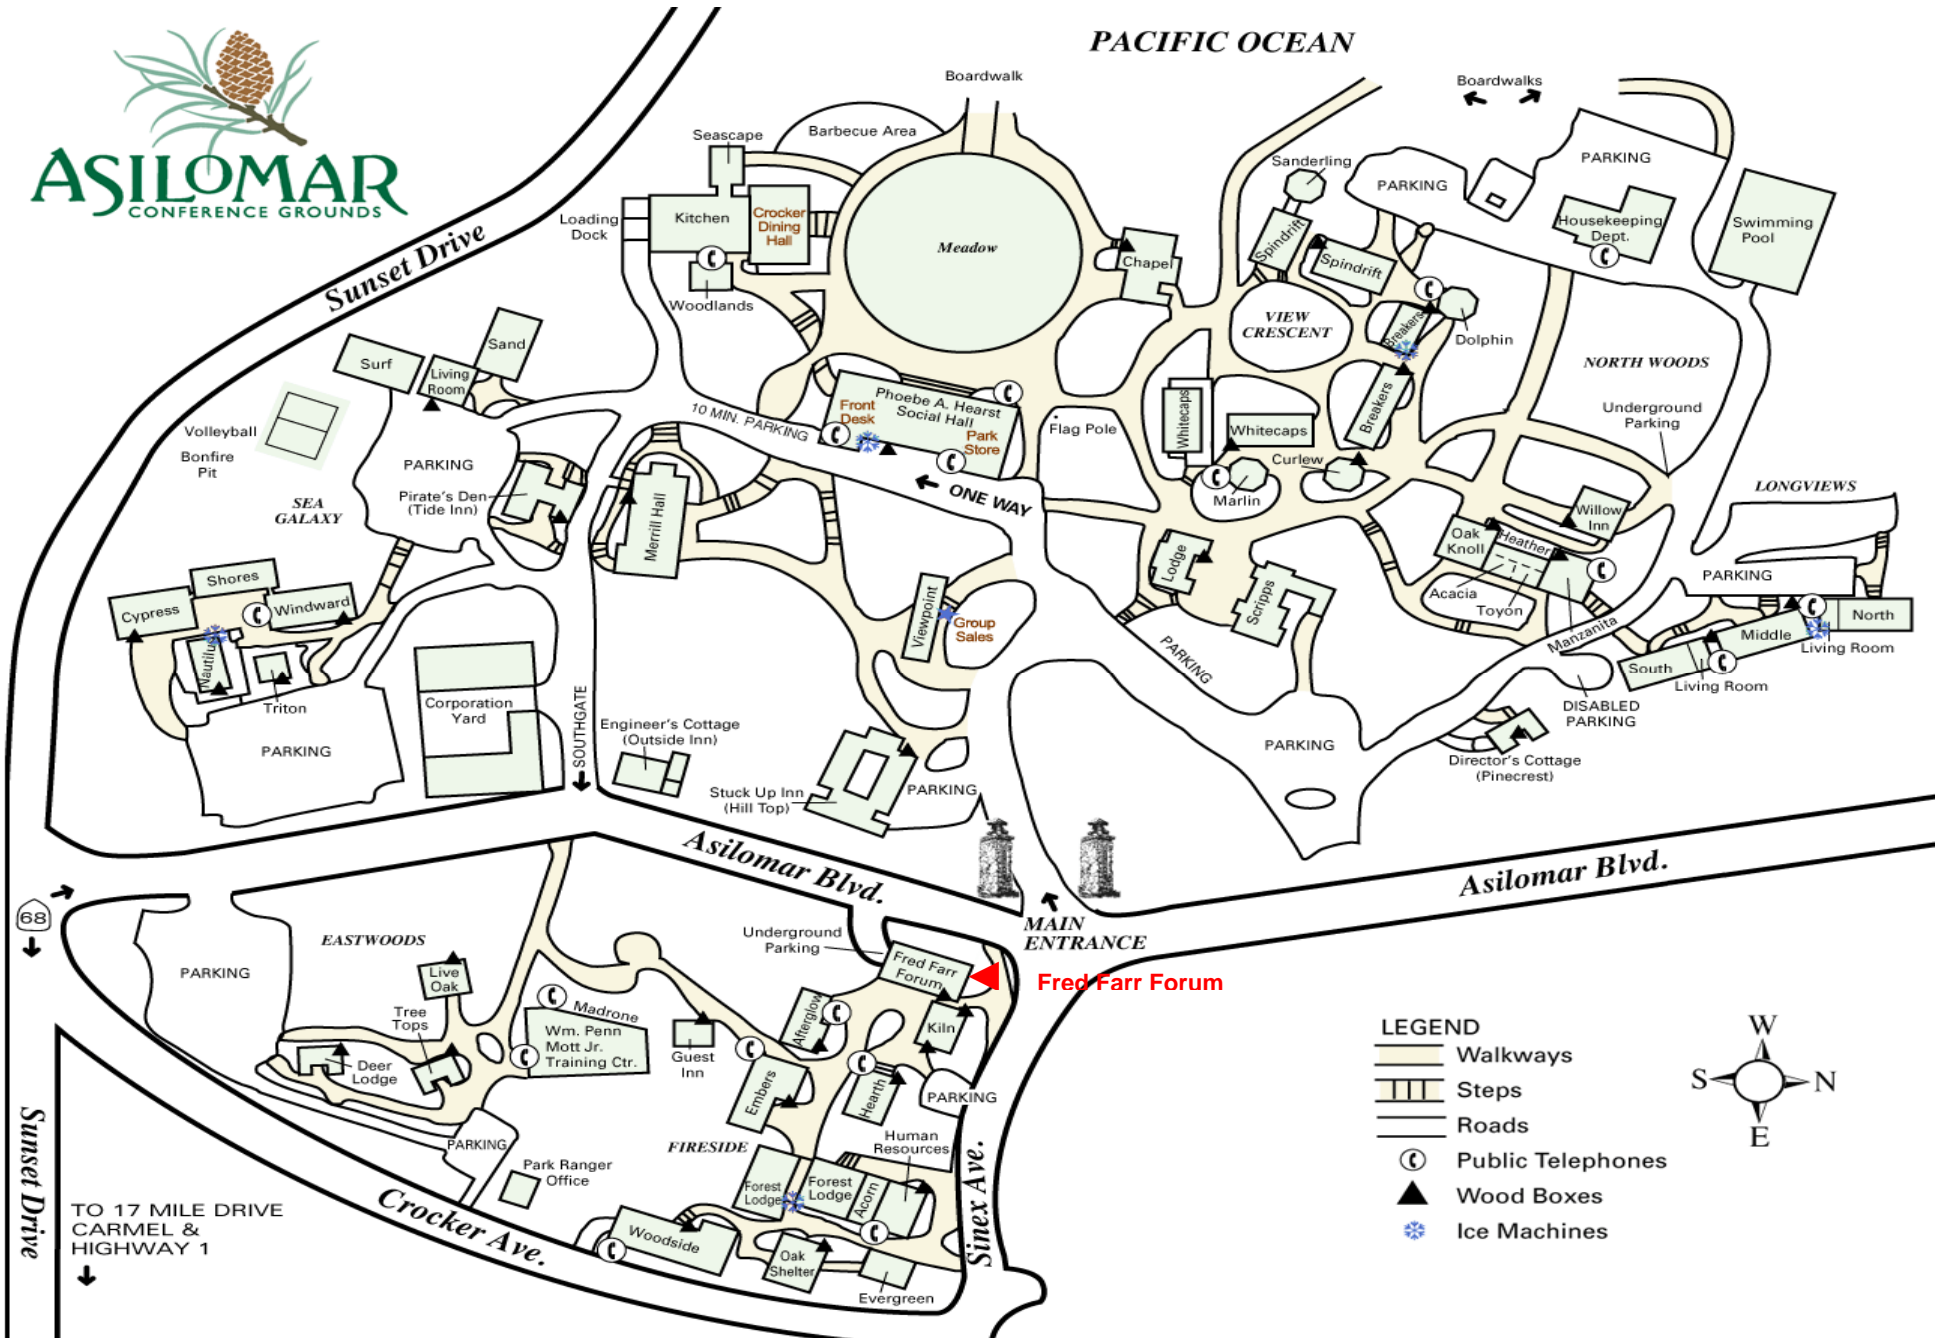 PACIFIC OCEAN
ASILOMAR
CONFERENCE GROUNDS
Boardwalk
Boardwalks
Seascape
Barbecue Area
Sanderling
PARKING
PARKING
Loading
Dock
Kitchen
Crocker
Dining
Hall
Meadow
Chapel
Spindrift
Spindrift
Housekeeping
Dept.
Swimming
Pool
Sunset Drive
Woodlands
VIEW
CRESCENT
Breakers
Dolphin
Surf
Living
Room
Sand
NORTH WOODS
Phoebe A. Hearst
Social Hall
Front
Desk
Park
Store
10 MIN. PARKING
Flag Pole
Whitecaps
Whitecaps
Breakers
Underground
Parking
Volleyball
Bonfire
Pit
PARKING
Curlew
Marlin
SEA
GALAXY
Pirate's Den
(Tide Inn)
Merrill Hall
ONE WAY
LONGVIEWS
Willow
Inn
Oak
Knoll
Heather
Lodge
Scripps
Acacia
Toyon
Manzanita
PARKING
Shores
Cypress
Windward
Nautilus
Triton
Viewpoint
Group
Sales
PARKING
North
Middle
Living Room
South
Living Room
Corporation
Yard
PARKING
SOUTHGATE
Engineer's Cottage
(Outside Inn)
Stuck Up Inn
(Hill Top)
PARKING
PARKING
DISABLED
PARKING
Director's Cottage
(Pinecrest)
Asilomar Blvd.
Asilomar Blvd.
68
MAIN
ENTRANCE
EASTWOODS
Underground
Parking
Fred Farr
Forum
Fred Farr Forum
PARKING
Live
Oak
Tree
Tops
Madrone
Wm. Penn
Mott Jr.
Training Ctr.
Guest
Inn
Afterglow
Kiln
Deer
Lodge
Embers
Hearth
PARKING
PARKING
FIRESIDE
Human
Resources
Park Ranger
Office
Forest
Lodge
Forest
Lodge
Acorn
Woodside
Oak
Shelter
Evergreen
Sunset Drive
Crocker Ave.
Sinex Ave.
TO 17 MILE DRIVE
CARMEL &
HIGHWAY 1
LEGEND
Walkways
Steps
Roads
Public Telephones
Wood Boxes
Ice Machines
W
S
N
E